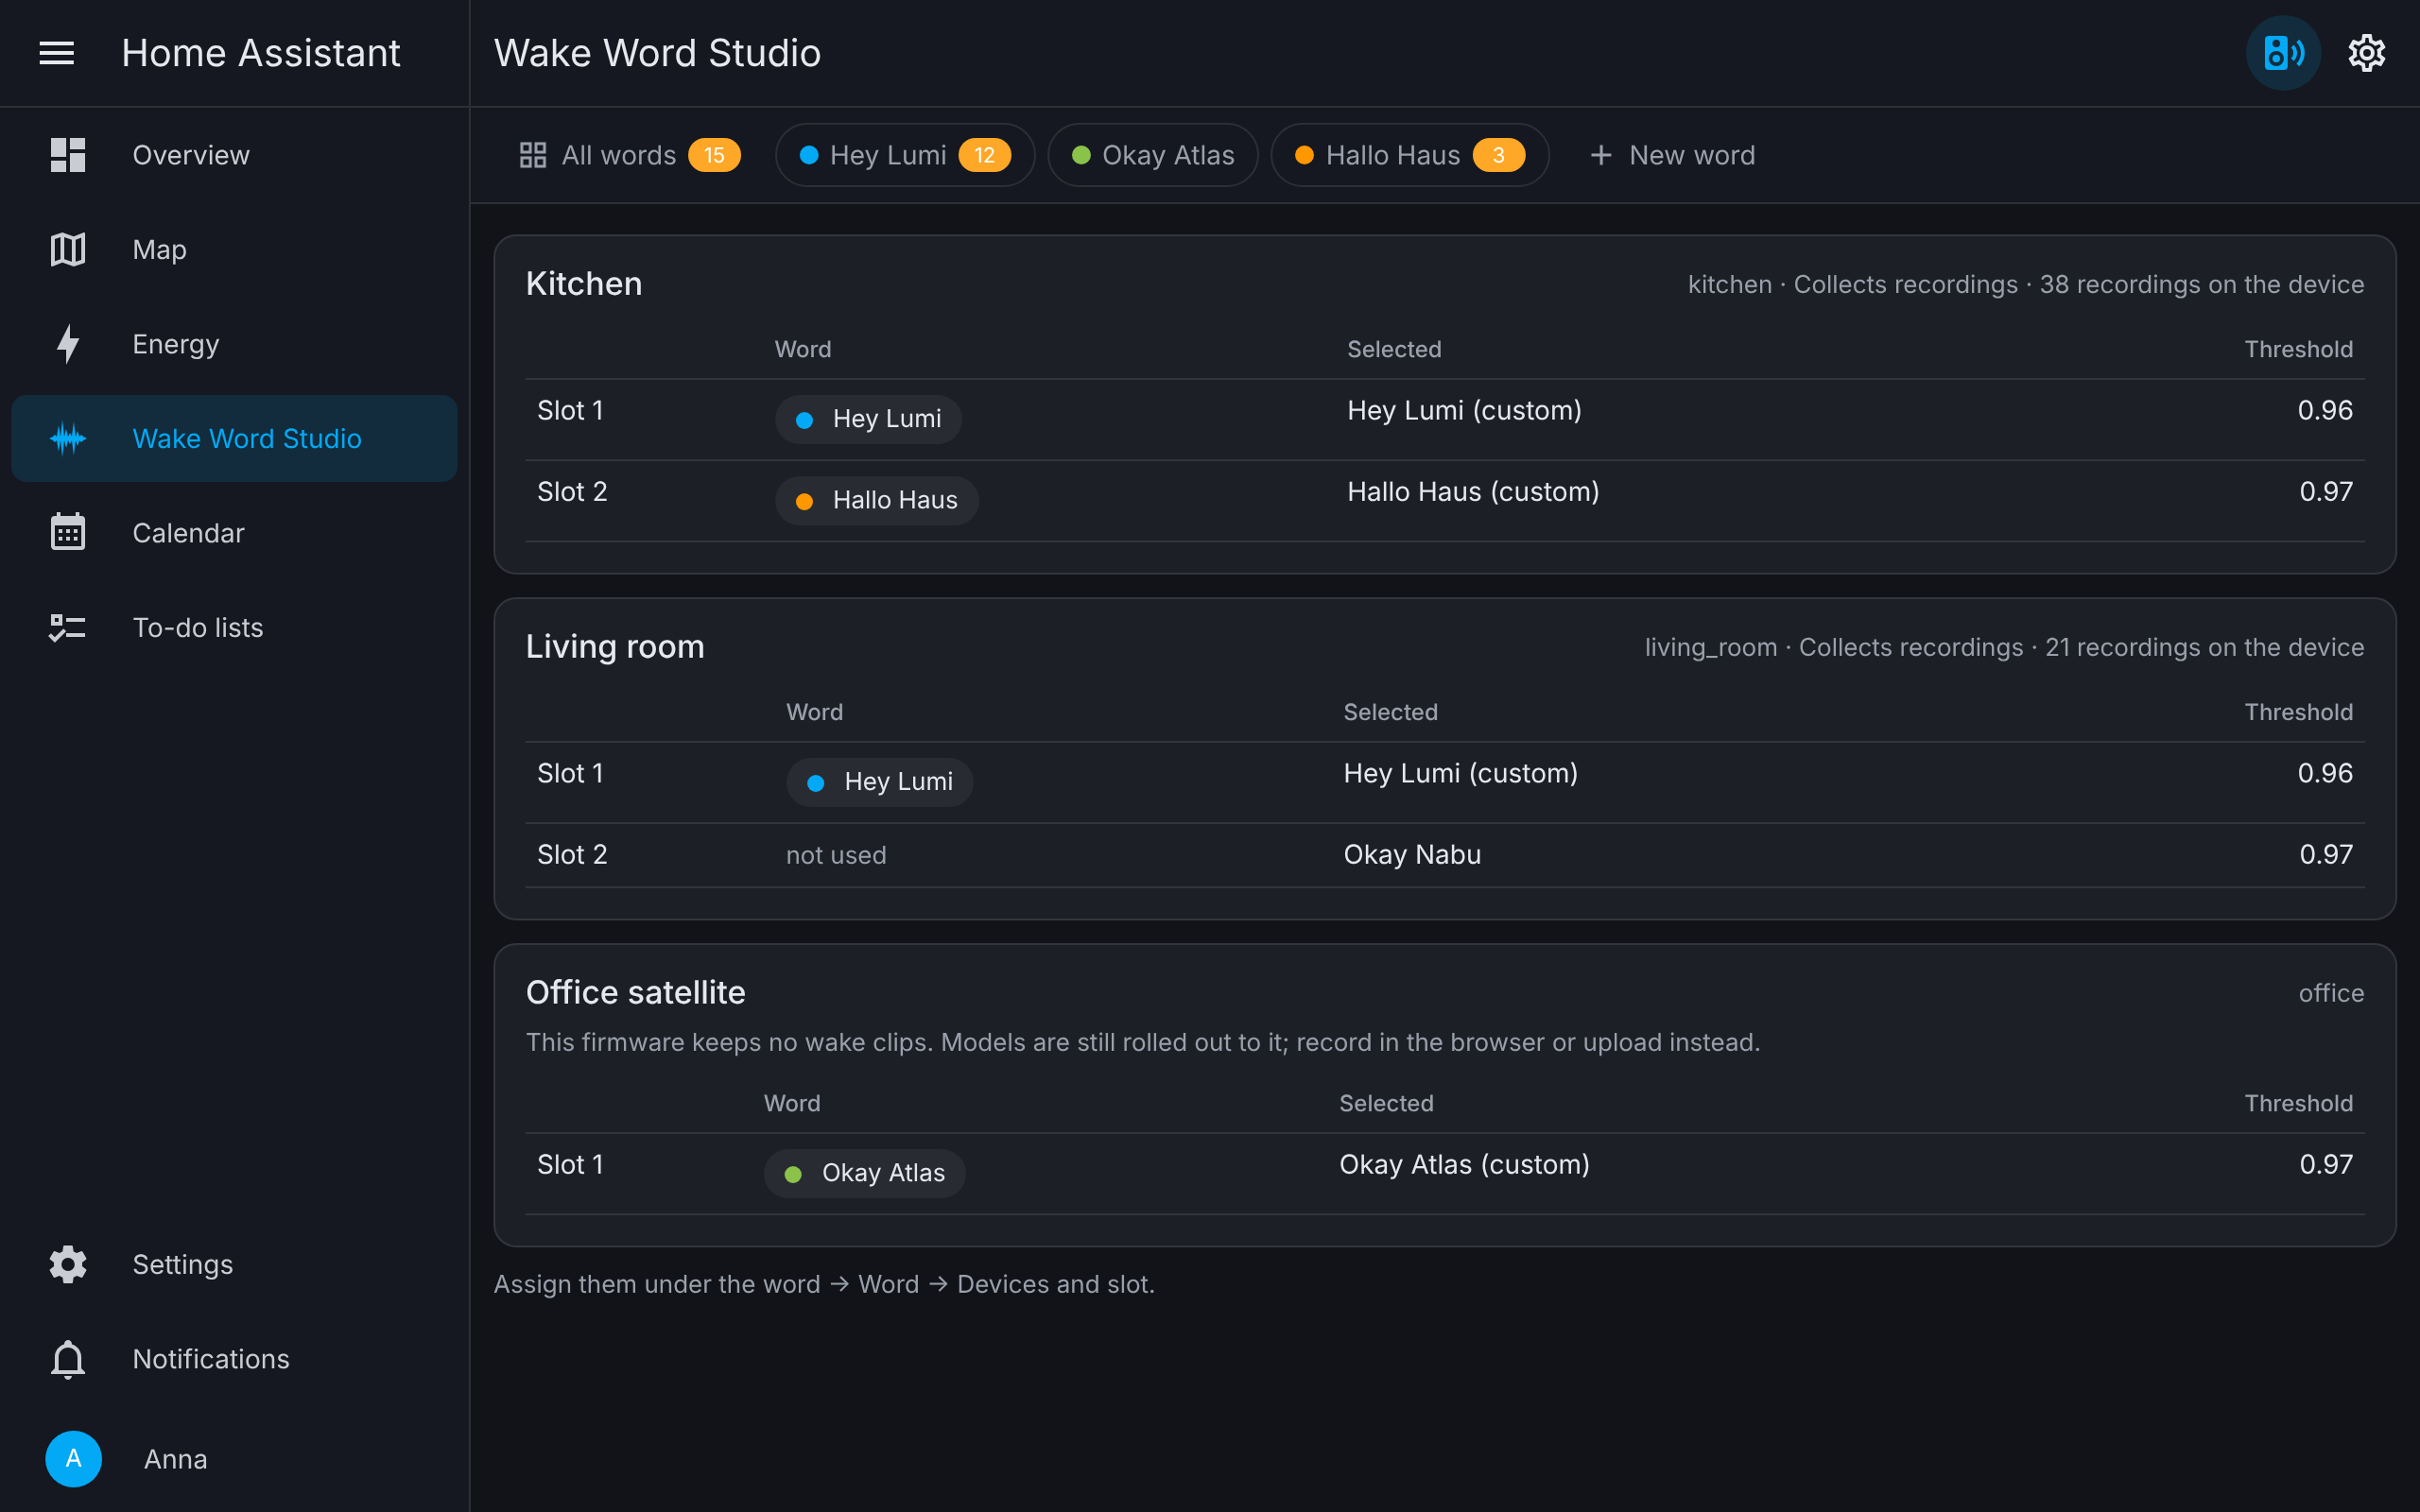 Home Assistant
Wake Word Studio
Overview
Map
Energy
Wake Word Studio
Calendar
To-do lists
Settings
Notifications
A
Anna
All words 15
Hey Lumi 12
Okay Atlas
Hallo Haus 3
New word
Kitchen
kitchen · Collects recordings · 38 recordings on the device
Word Selected Threshold
Slot 1 Hey Lumi Hey Lumi (custom) 0.96
Slot 2 Hallo Haus Hallo Haus (custom) 0.97
Living room
living_room · Collects recordings · 21 recordings on the device
Word Selected Threshold
Slot 1 Hey Lumi Hey Lumi (custom) 0.96
Slot 2 not used Okay Nabu 0.97
Office satellite
office
This firmware keeps no wake clips. Models are still rolled out to it; record in the browser or upload instead.
Word Selected Threshold
Slot 1 Okay Atlas Okay Atlas (custom) 0.97
Assign them under the word → Word → Devices and slot.